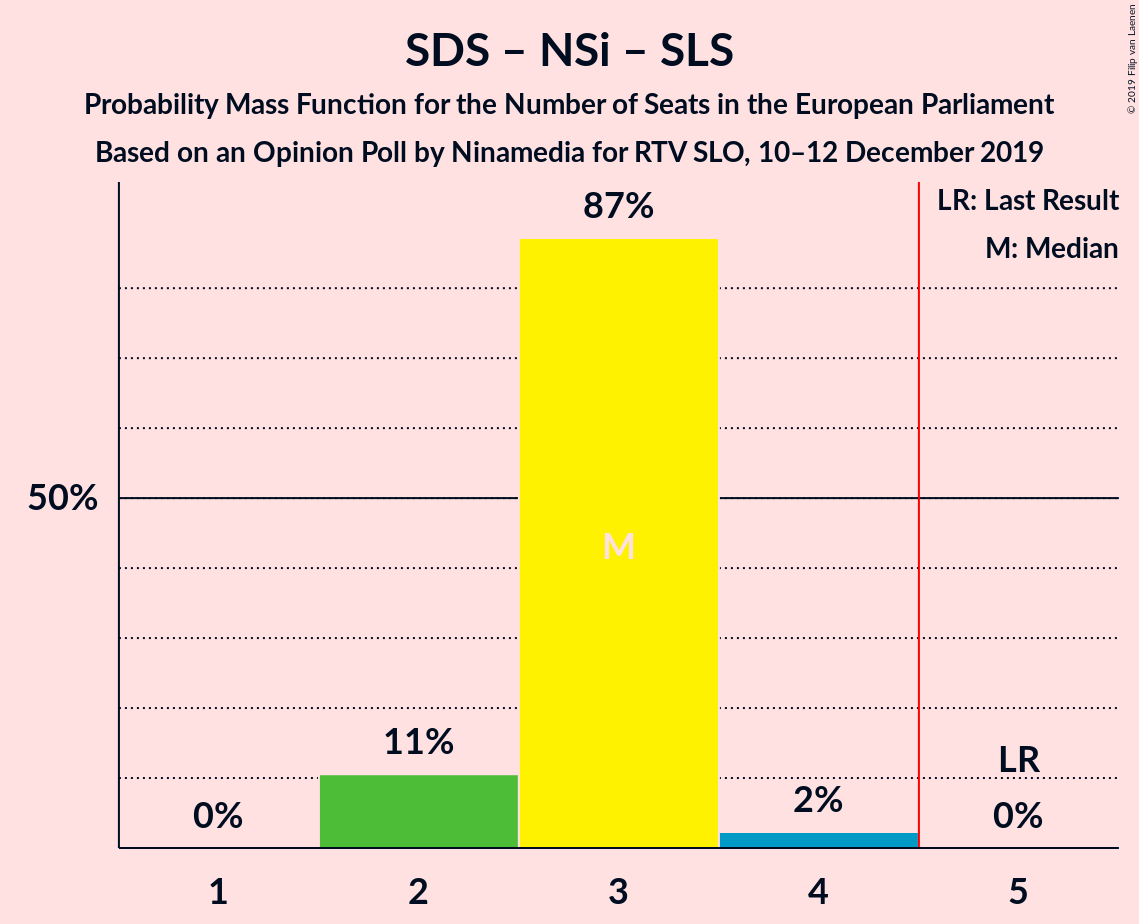 SDS – NSi – SLS
Probability Mass Function for the Number of Seats in the European Parliament
Based on an Opinion Poll by Ninamedia for RTV SLO, 10–12 December 2019
© 2019 Filip van Laenen
LR: Last Result
M: Median
87%
50%
M
11%
LR
0%
2%
0%
1 2 3 4 5